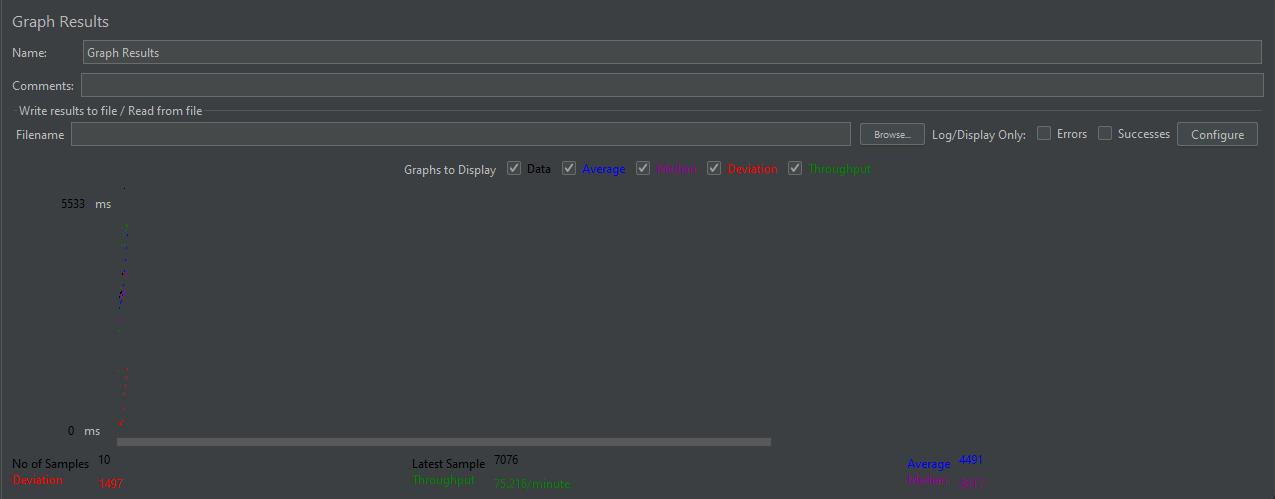 Graph Results
Name: Graph Results
Comments:
Write results to file / Read from file
Filename Browse... Log/Display Only: Errors Successes Configure
Graphs to Display Data Average Median Deviation Throughput
5533 ms
0 ms
No of Samples 10 Latest Sample 7076 Average 4491
Deviation 1497 Throughput 75.216/minute Median